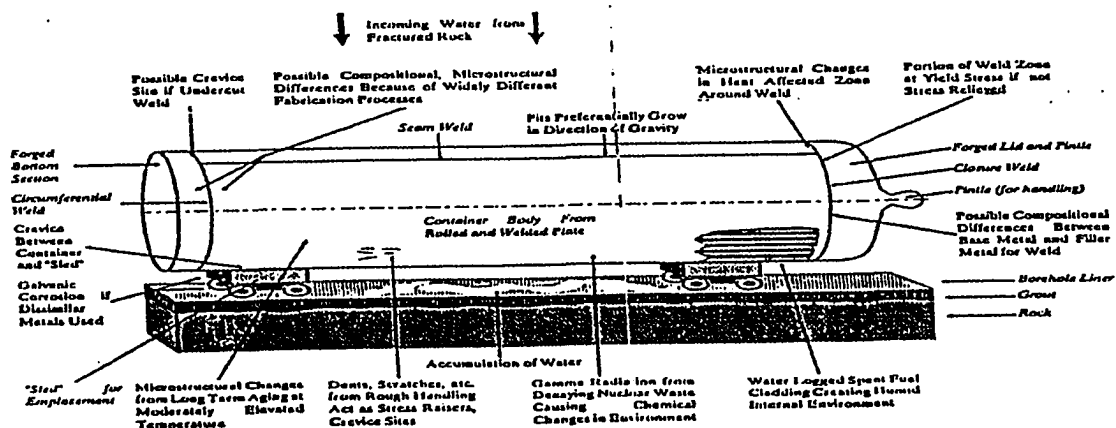 Incoming Water from
Fractured Rock
Possible Crevice
Site if Undercut
Weld
Possible Compositional, Microstructural
Differences Because of Widely Different
Fabrication Processes
Microstructural Changes
in Heat Affected Zone
Around Weld
Portion of Weld Zone
at Yield Stress if not
Stress Relieved
Seam Weld
Pits Preferentially Grow
in Direction of Gravity
Forged
Bottom
Section
Forged Lid and Pintle
Closure Weld
Circumferential
Weld
Pintle (for handling)
Container Body From
Rolled and Welded Plate
Possible Compositional
Differences Between
Base Metal and Filler
Metal for Weld
Crevice
Between
Container
and "Sled"
Galvanic
Corrosion if
Dissimilar
Metals Used
Borehole Liner
Grout
Rock
Accumulation of Water
"Sled" for
Emplacement
Microstructural Changes
from Long Term Aging at
Moderately Elevated
Temperature
Dents, Scratches, etc.
from Rough Handling
Act as Stress Raisers,
Crevice Sites
Gamma Radia ion from
Decaying Nuclear Waste
Causing Chemical
Changes in Environment
Water Logged Spent Fuel
Cladding Creating Humid
Internal Environment